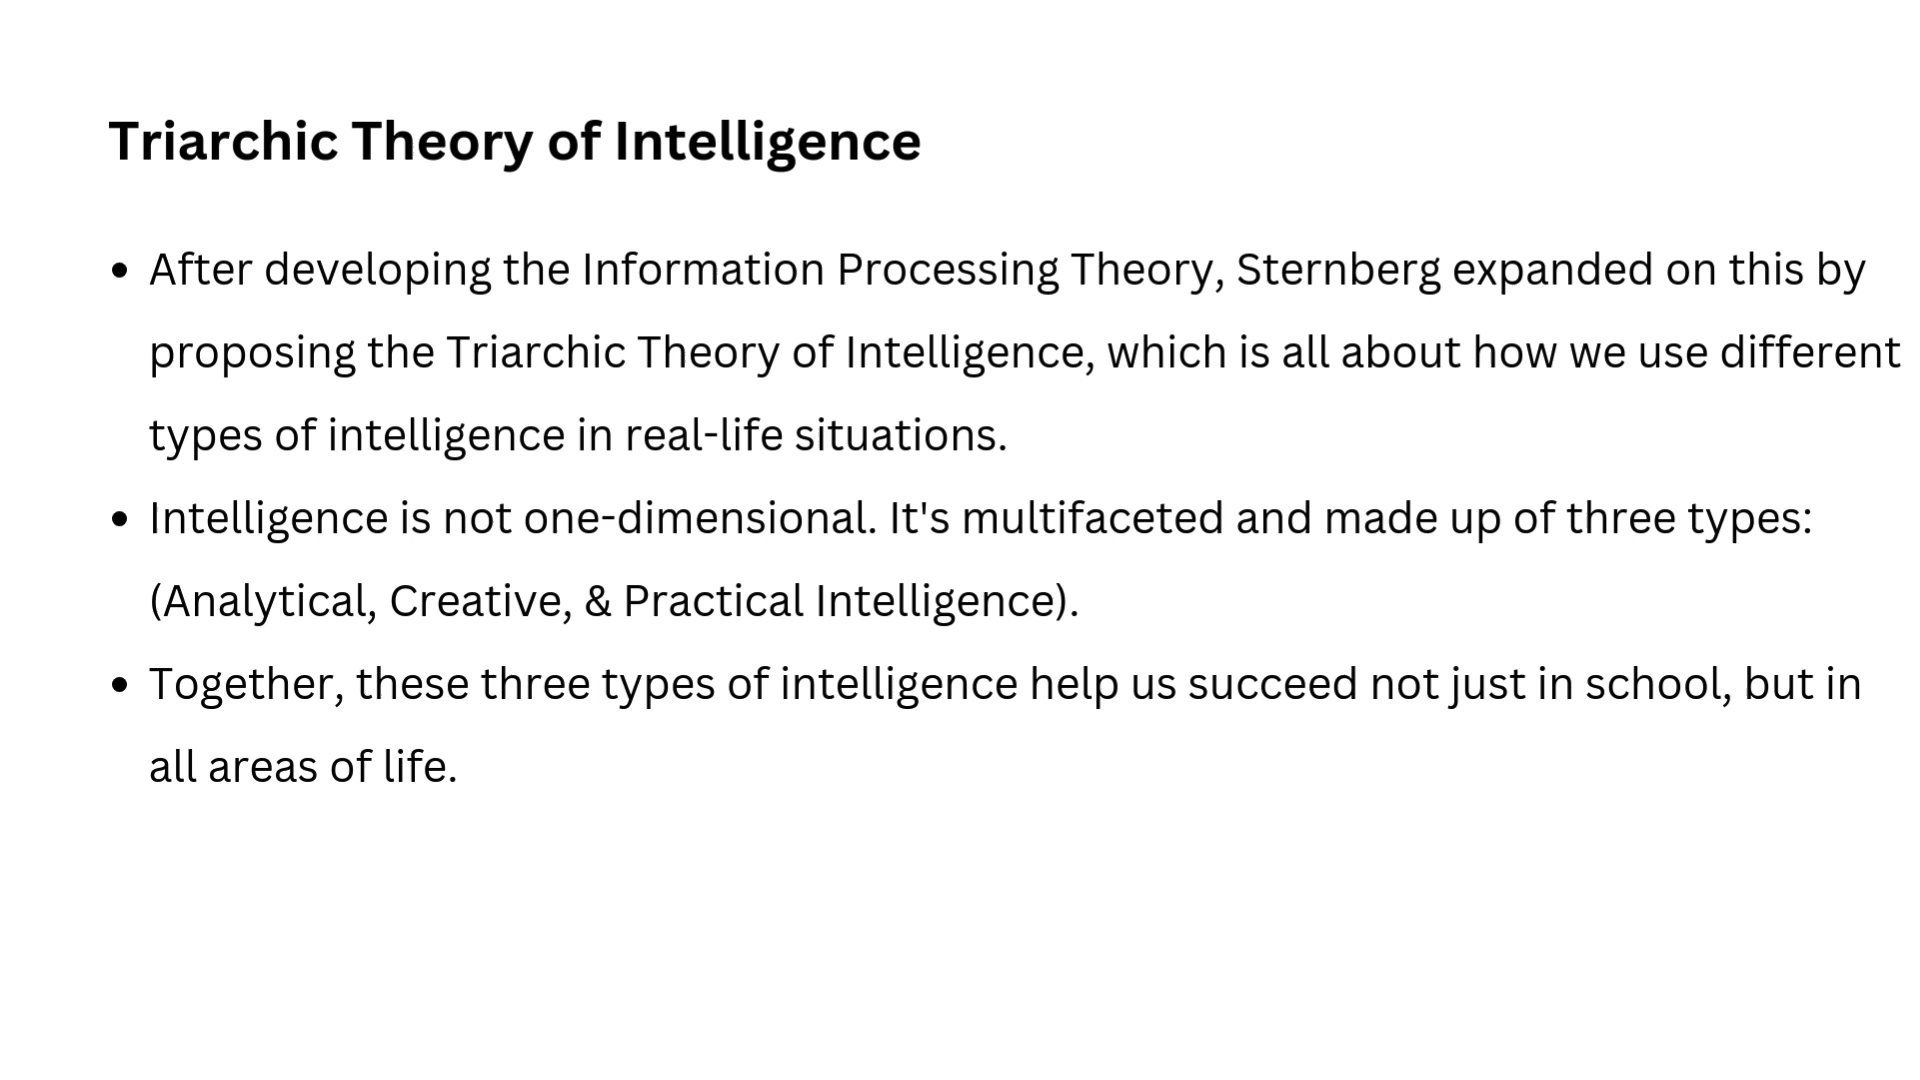 Triarchic Theory of Intelligence
• After developing the Information Processing Theory, Sternberg expanded on this by
proposing the Triarchic Theory of Intelligence, which is all about how we use different
types of intelligence in real-life situations.
• Intelligence is not one-dimensional. It's multifaceted and made up of three types:
(Analytical, Creative, & Practical Intelligence).
• Together, these three types of intelligence help us succeed not just in school, but in
all areas of life.